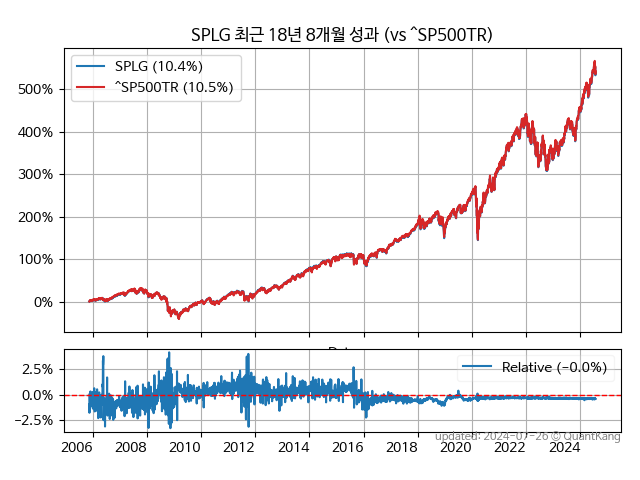 SPLG 최근 18년 8개월 성과 (vs ^SP500TR)
SPLG (10.4%)
^SP500TR (10.5%)
500%
400%
300%
200%
100%
0%
2.5%
0.0%
−2.5%
Relative (−0.0%)
2006 2008 2010 2012 2014 2016 2018 2020 2022 2024
updated: 2024-07-26 © QuantKang